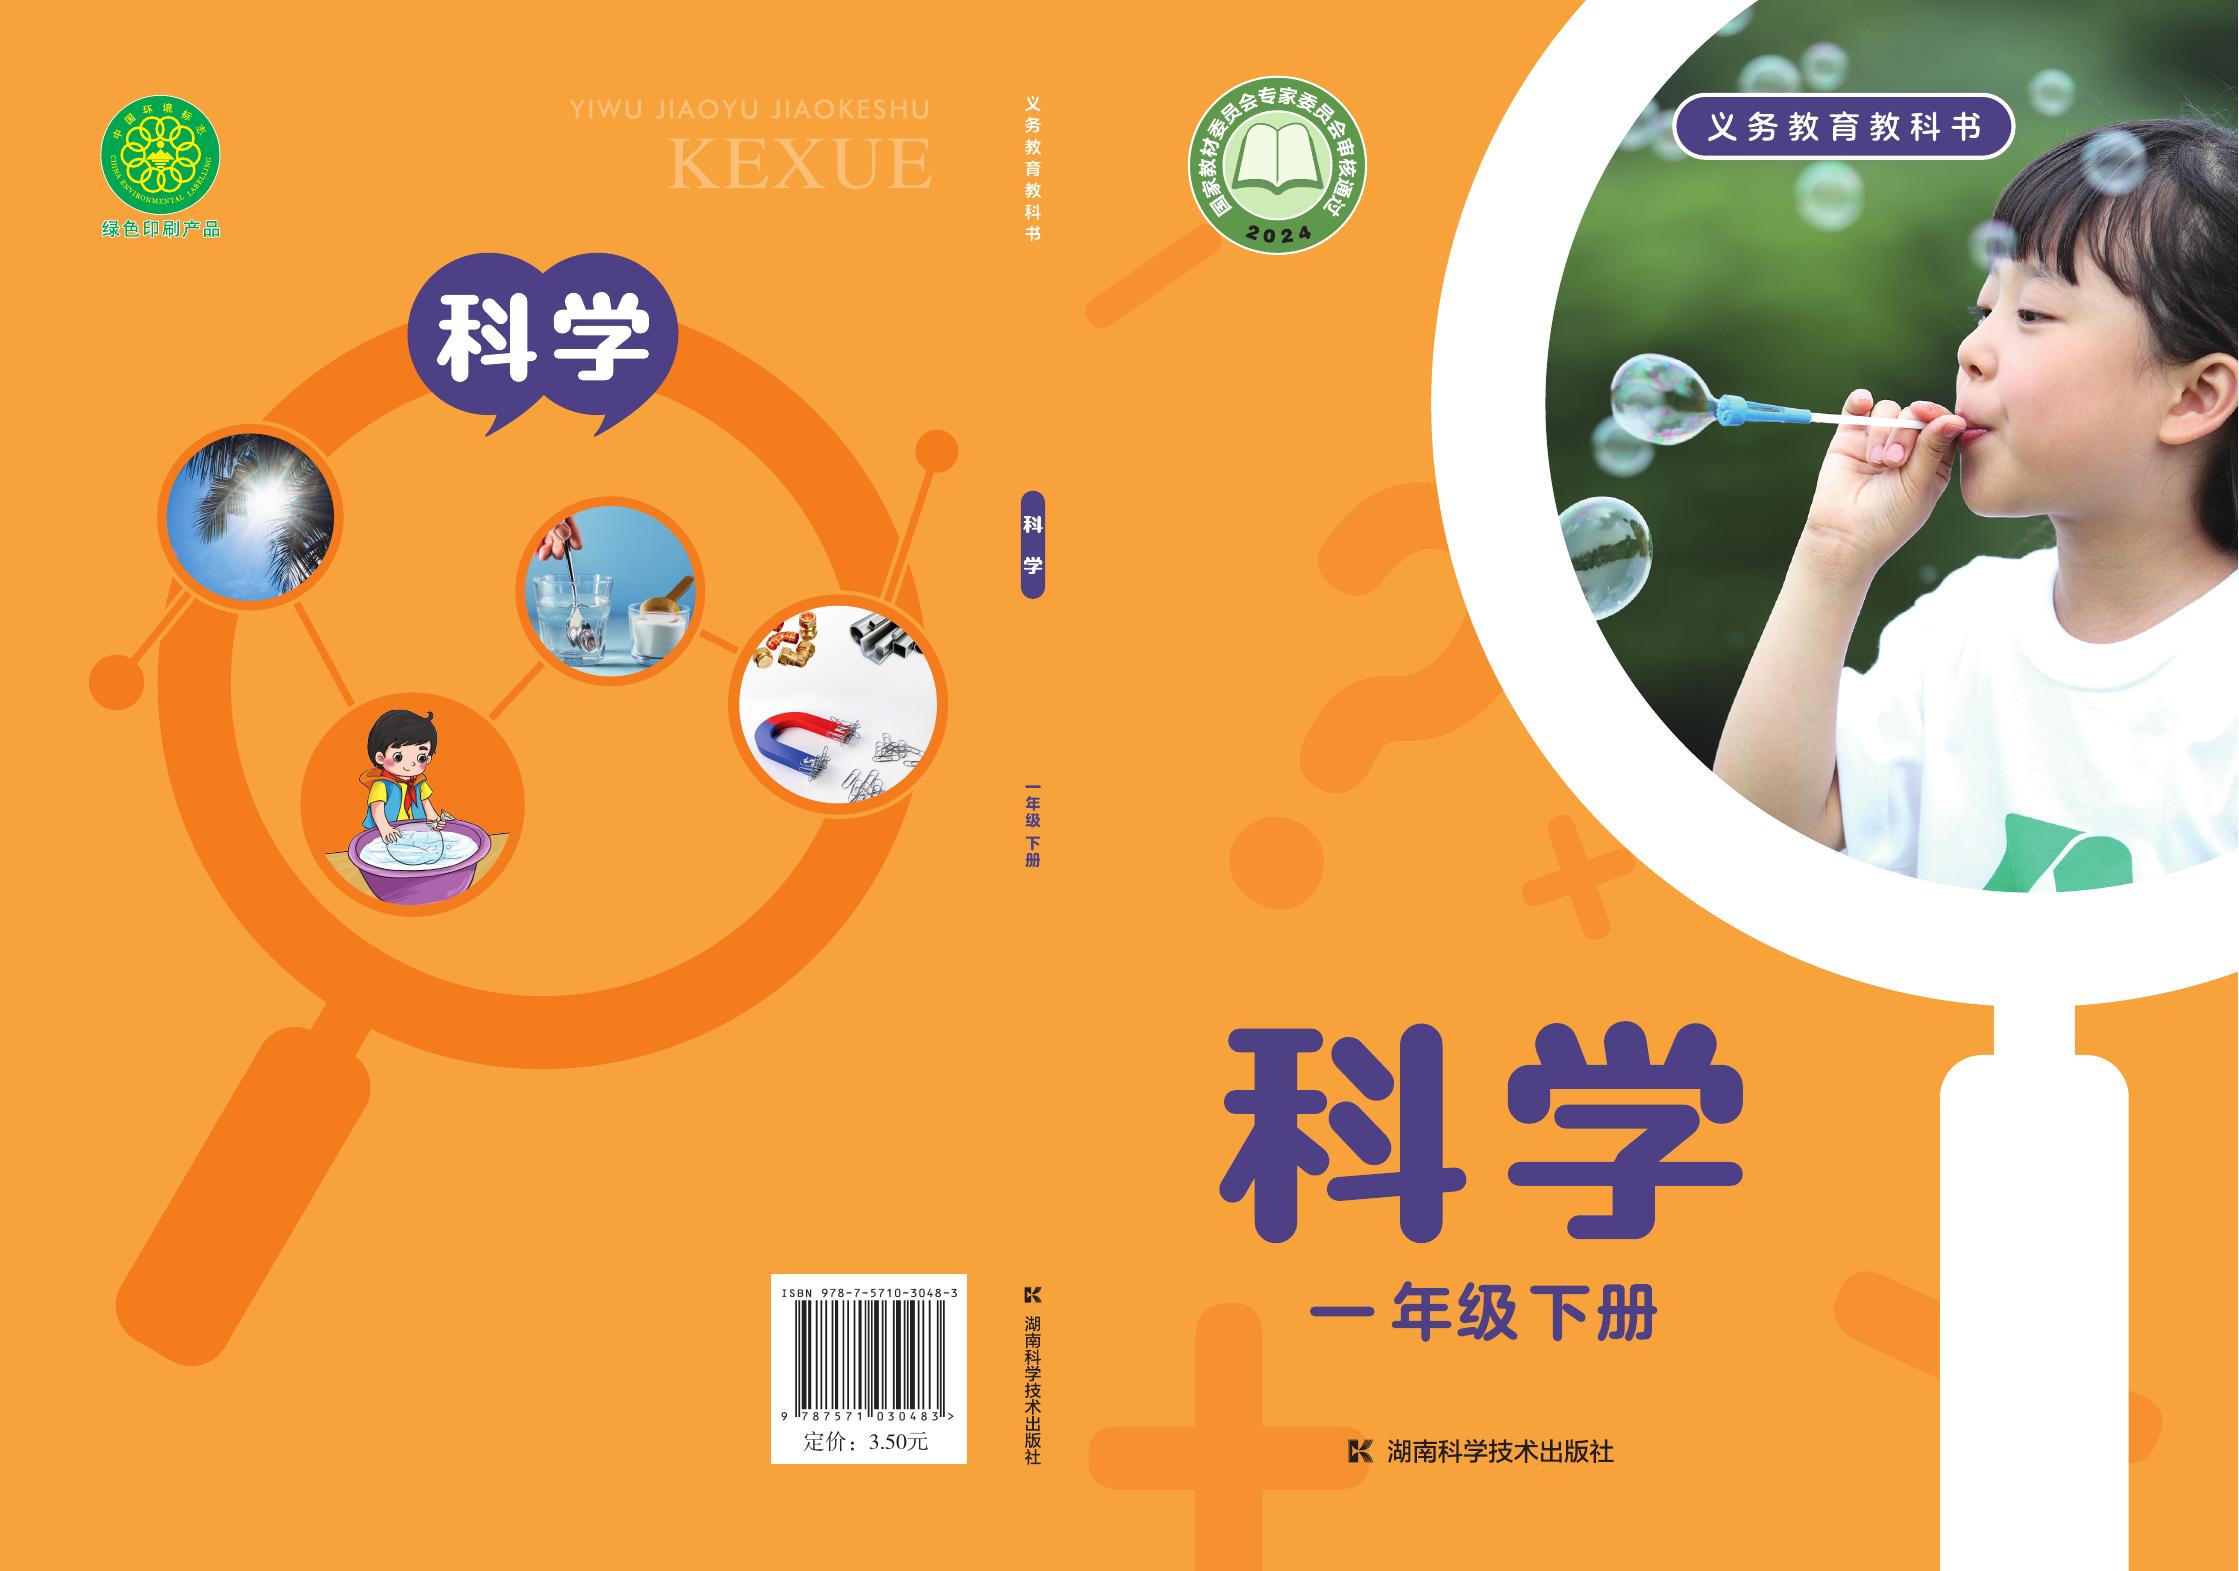 中国环境标志
CHINA ENVIRONMENTAL LABELLING
绿色印刷产品
YIWU JIAOYU JIAOKESHU
KEXUE
科学
ISBN 978-7-5710-3048-3
9 787571 030483 >
定价：3.50元
义务教育教科书
科学
一年级 下册
湖南科学技术出版社
国家教材委员会专家委员会审核通过
2024
义务教育教科书
科学
一年级 下册
湖南科学技术出版社